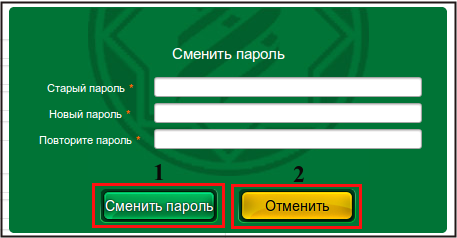 Сменить пароль
Старый пароль *
Новый пароль *
Повторите пароль *
1 2
Сменить пароль Отменить